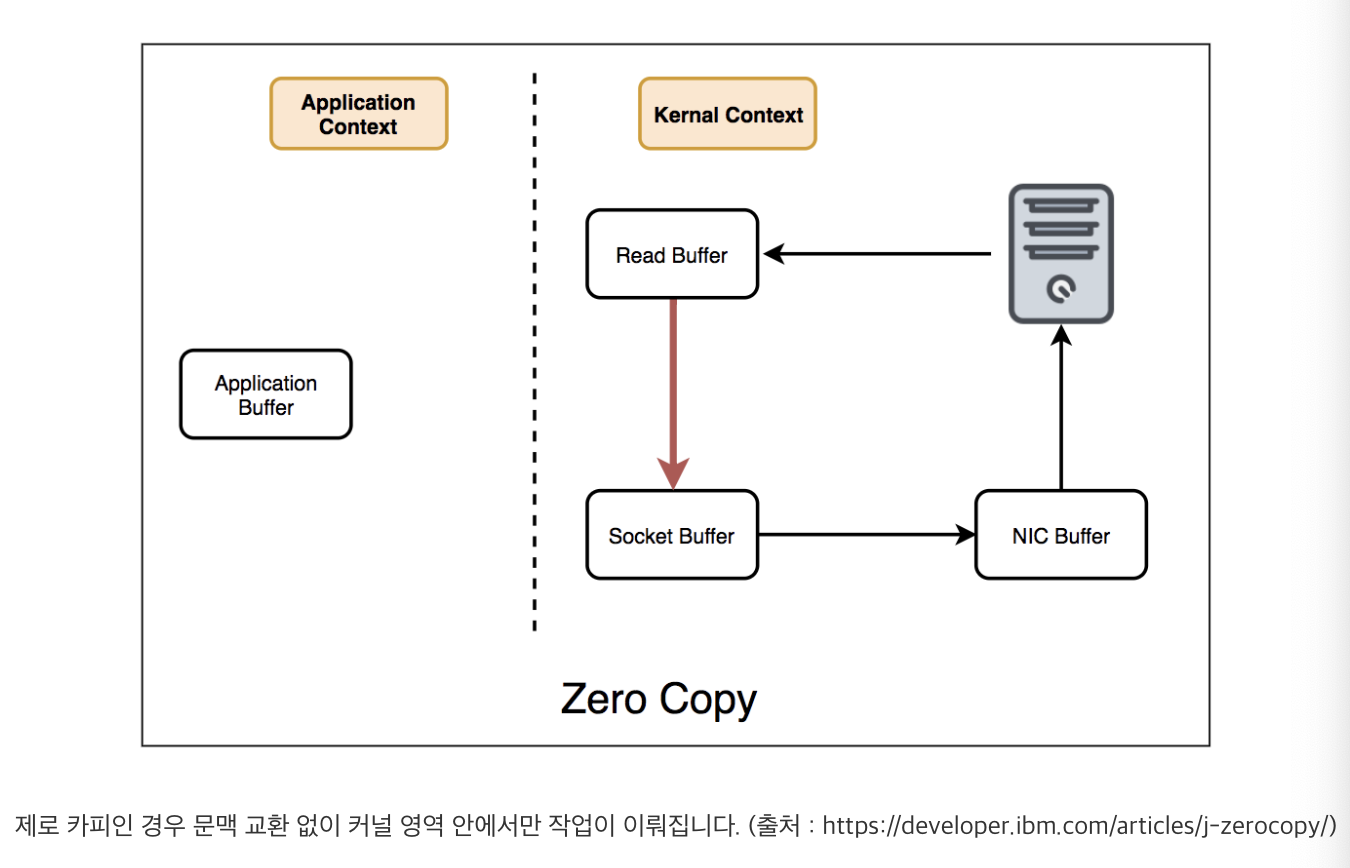 Application
Context
Kernal Context
Read Buffer
Application
Buffer
Socket Buffer
NIC Buffer
Zero Copy
제로 카피인 경우 문맥 교환 없이 커널 영역 안에서만 작업이 이뤄집니다. (출처 : https://developer.ibm.com/articles/j-zerocopy/)